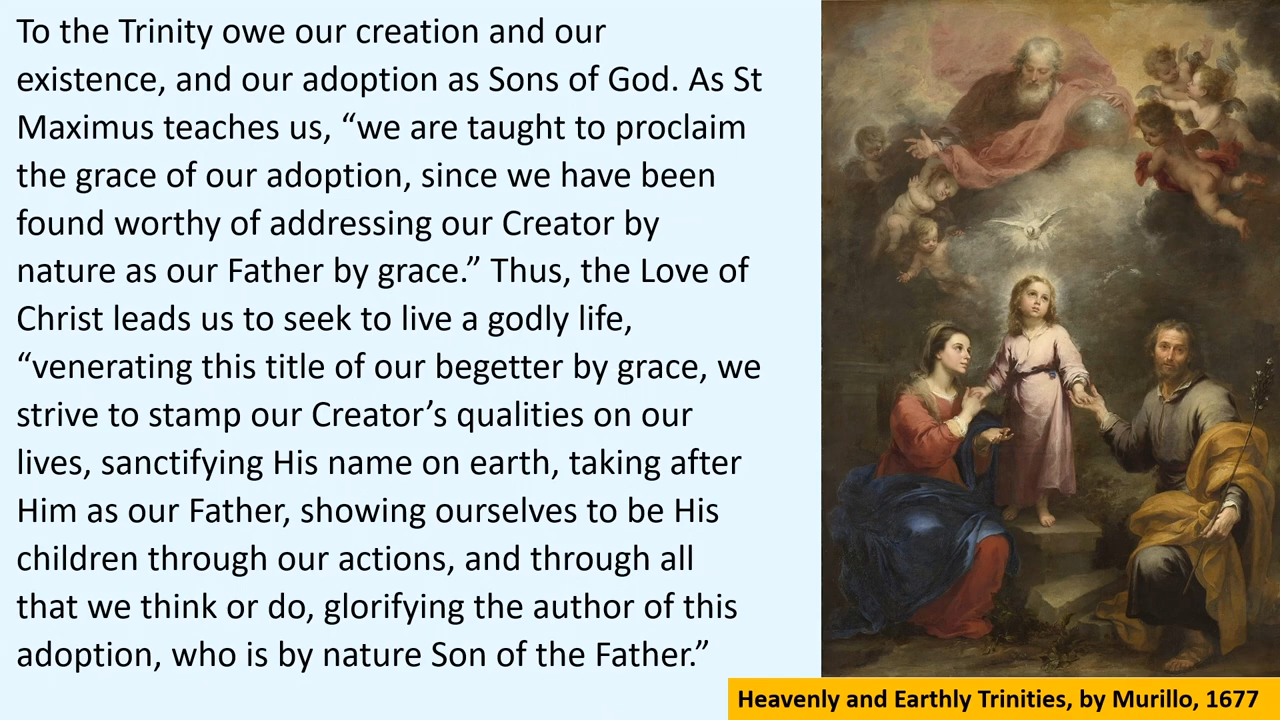 To the Trinity owe our creation and our
existence, and our adoption as Sons of God. As St
Maximus teaches us, “we are taught to proclaim
the grace of our adoption, since we have been
found worthy of addressing our Creator by
nature as our Father by grace.” Thus, the Love of
Christ leads us to seek to live a godly life,
“venerating this title of our begetter by grace, we
strive to stamp our Creator’s qualities on our
lives, sanctifying His name on earth, taking after
Him as our Father, showing ourselves to be His
children through our actions, and through all
that we think or do, glorifying the author of this
adoption, who is by nature Son of the Father.”
Heavenly and Earthly Trinities, by Murillo, 1677